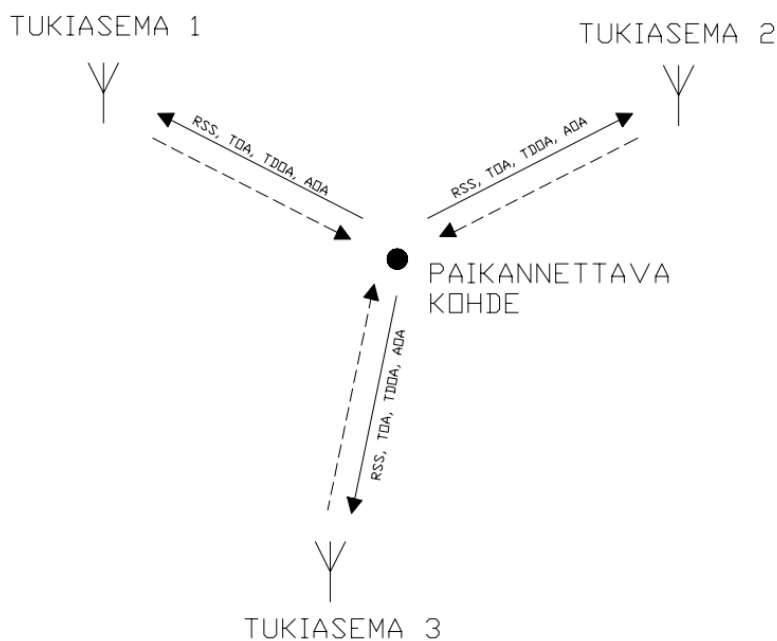 TUKIASEMA 1
TUKIASEMA 2
RSS, TOA, TDOA, AOA
RSS, TOA, TDOA, AOA
PAIKANNETTAVA
KOHDE
RSS, TOA, TDOA, AOA
TUKIASEMA 3